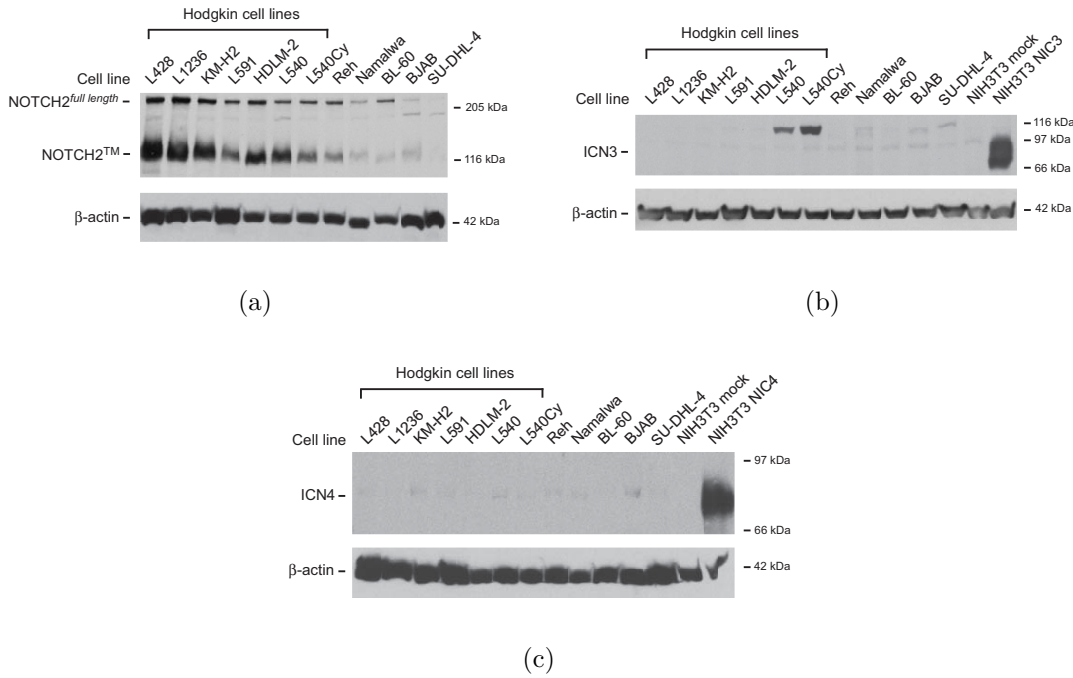 Hodgkin cell lines
Cell line L428 L1236 KM-H2 L591 HDLM-2 L540 L540Cy Reh Namalwa BL-60 BJAB SU-DHL-4
NOTCH2full length – – 205 kDa
NOTCH2TM – – 116 kDa
β-actin – – 42 kDa
(a)
Hodgkin cell lines
Cell line L428 L1236 KM-H2 L591 HDLM-2 L540 L540Cy Reh Namalwa BL-60 BJAB SU-DHL-4 NIH3T3 mock NIH3T3 NIC3
– 116 kDa
– 97 kDa
ICN3 –
– 66 kDa
β-actin – – 42 kDa
(b)
Hodgkin cell lines
Cell line L428 L1236 KM-H2 L591 HDLM-2 L540 L540Cy Reh Namalwa BL-60 BJAB SU-DHL-4 NIH3T3 mock NIH3T3 NIC4
– 97 kDa
ICN4 –
– 66 kDa
β-actin – – 42 kDa
(c)